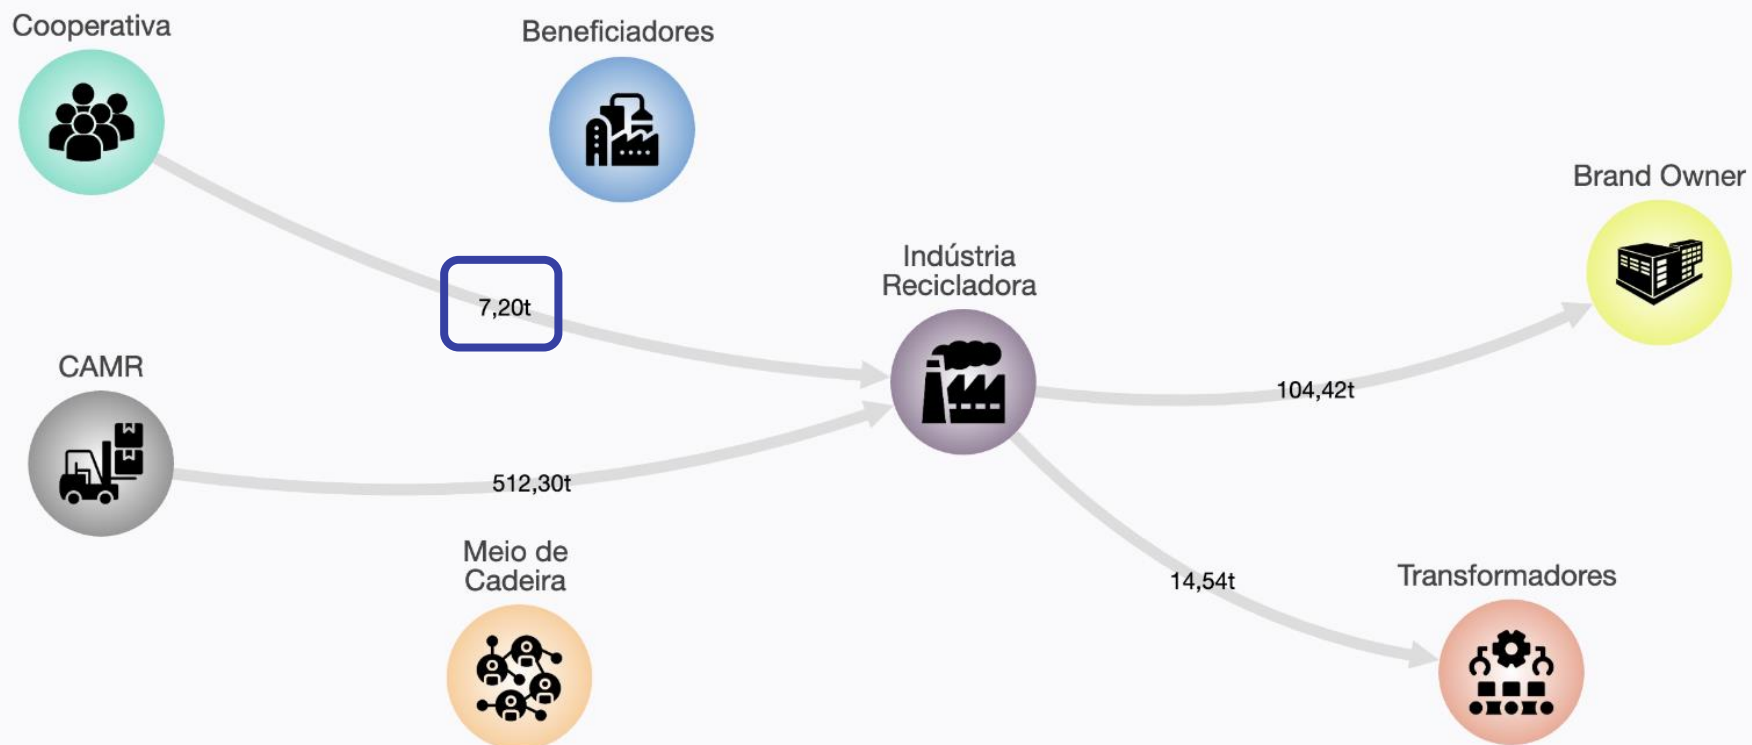 Cooperativa
Beneficiadores
Brand Owner
Indústria
Recicladora
7,20t
CAMR
104,42t
512,30t
Meio de
Cadeira
14,54t
Transformadores